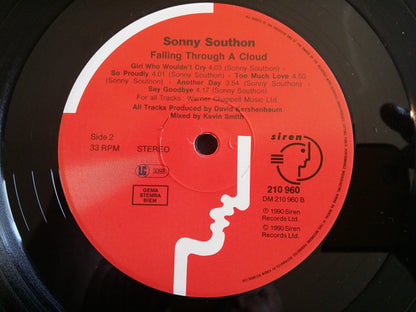 Sonny Southon
Falling Through A Cloud
Girl Who Wouldn't Cry 4.03 (Sonny Southon) -
So Proudly 4.01 (Sonny Southon) - Too Much Love 4.50
(Sonny Southon) - Another Day 3.54 (Sonny Southon)
Say Goodbye 4.17 (Sonny Southon)
For all Tracks: Warner Chappell Music Ltd.
All Tracks Produced by David Kershenbaum
Mixed by Kevin Smith
Side 2
33 RPM STEREO
LC 3098
GEMA
STEMRA
BIEM
siren
210 960
DM 210 960 B
℗ 1990 Siren
Records Ltd.
© 1990 Siren
Records Ltd.